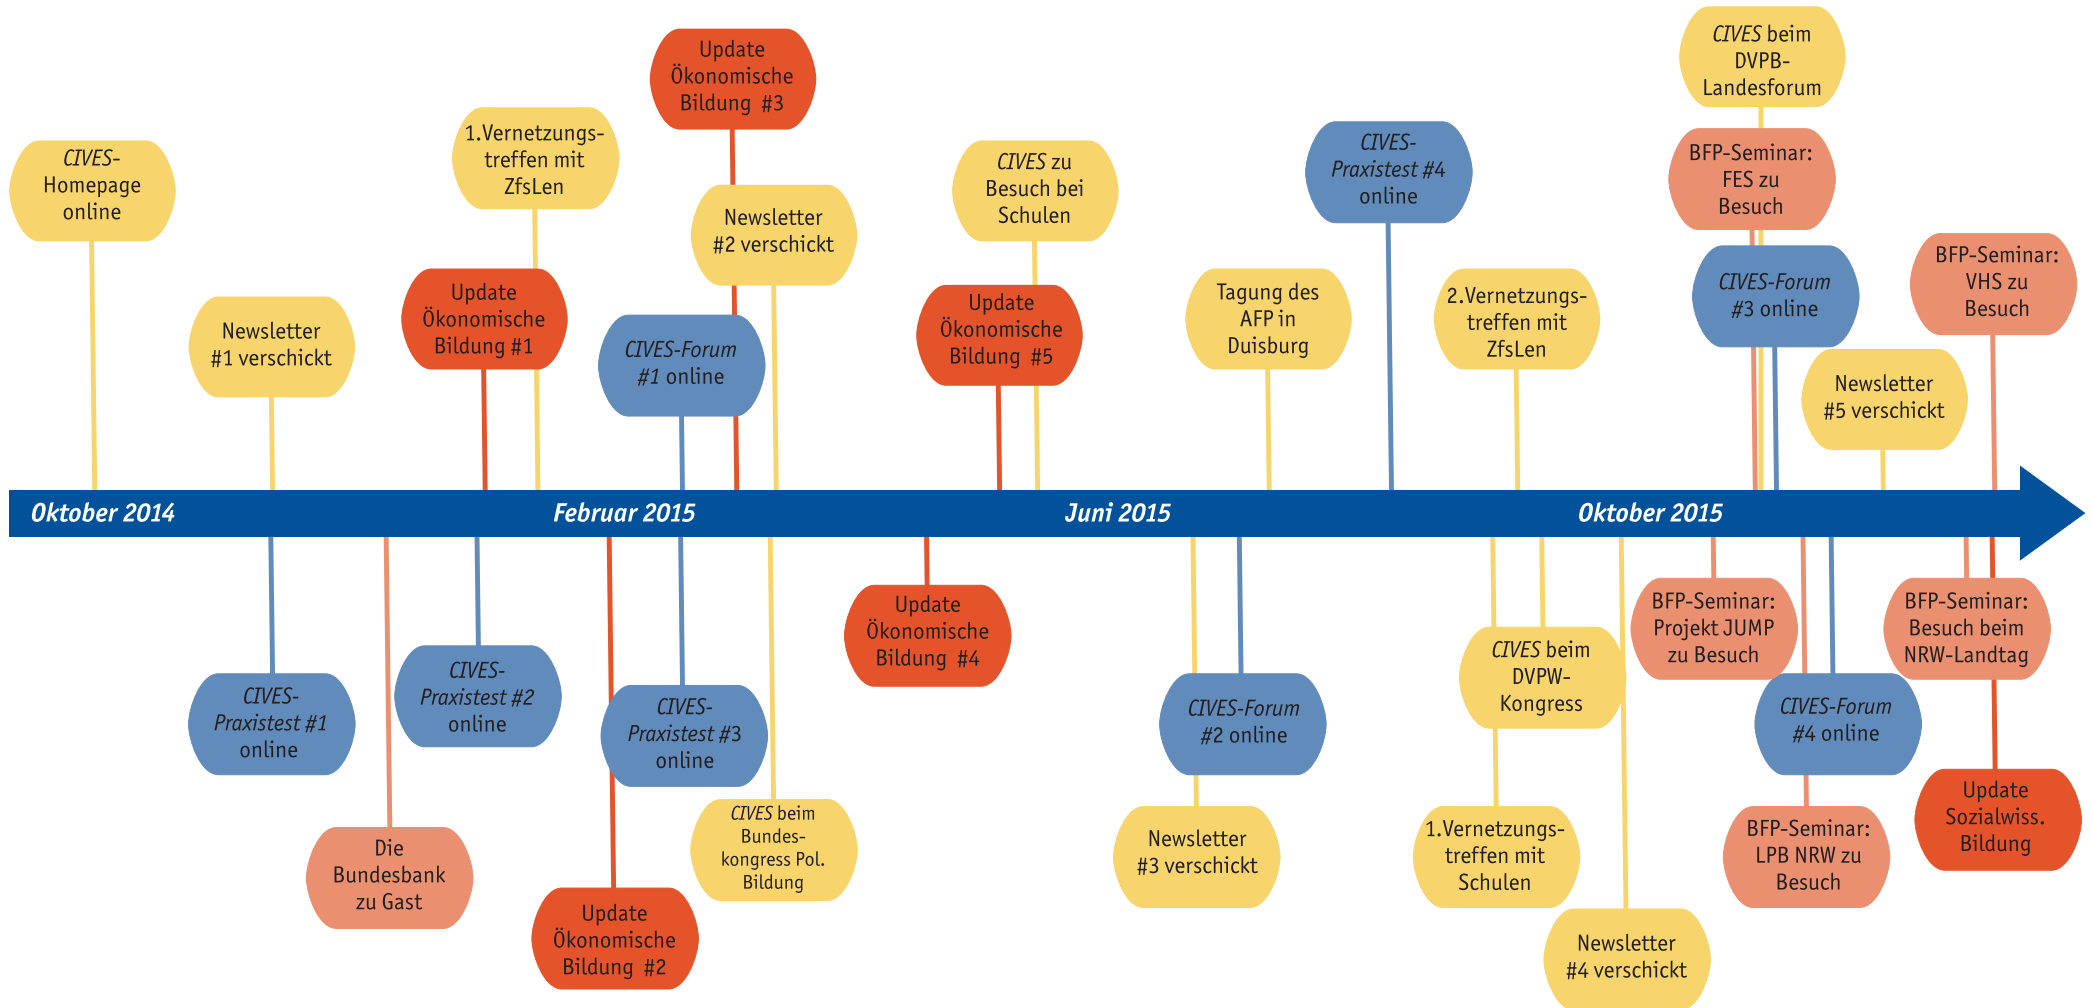 CIVES-
Homepage
online
Newsletter
#1 verschickt
1.Vernetzungs-
treffen mit
ZfsLen
Update
Ökonomische
Bildung #1
Update
Ökonomische
Bildung #3
Newsletter
#2 verschickt
CIVES-Forum
#1 online
CIVES zu
Besuch bei
Schulen
Update
Ökonomische
Bildung #5
Tagung des
AFP in
Duisburg
CIVES-
Praxistest #4
online
2.Vernetzungs-
treffen mit
ZfsLen
CIVES beim
DVPB-
Landesforum
BFP-Seminar:
FES zu
Besuch
CIVES-Forum
#3 online
Newsletter
#5 verschickt
BFP-Seminar:
VHS zu
Besuch
Oktober 2014
Februar 2015
Juni 2015
Oktober 2015
CIVES-
Praxistest #1
online
Die
Bundesbank
zu Gast
CIVES-
Praxistest #2
online
Update
Ökonomische
Bildung #2
CIVES-
Praxistest #3
online
CIVES beim
Bundes-
kongress Pol.
Bildung
Update
Ökonomische
Bildung #4
CIVES-Forum
#2 online
Newsletter
#3 verschickt
CIVES beim
DVPW-
Kongress
1.Vernetzungs-
treffen mit
Schulen
Newsletter
#4 verschickt
BFP-Seminar:
Projekt JUMP
zu Besuch
CIVES-Forum
#4 online
BFP-Seminar:
LPB NRW zu
Besuch
BFP-Seminar:
Besuch beim
NRW-Landtag
Update
Sozialwiss.
Bildung